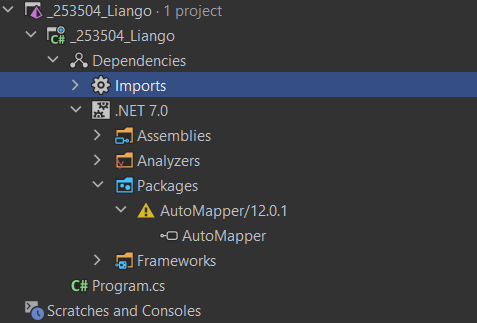 _253504_Liango · 1 project
C# _253504_Liango
Dependencies
Imports
.NET 7.0
Assemblies
Analyzers
Packages
AutoMapper/12.0.1
AutoMapper
Frameworks
C# Program.cs
Scratches and Consoles